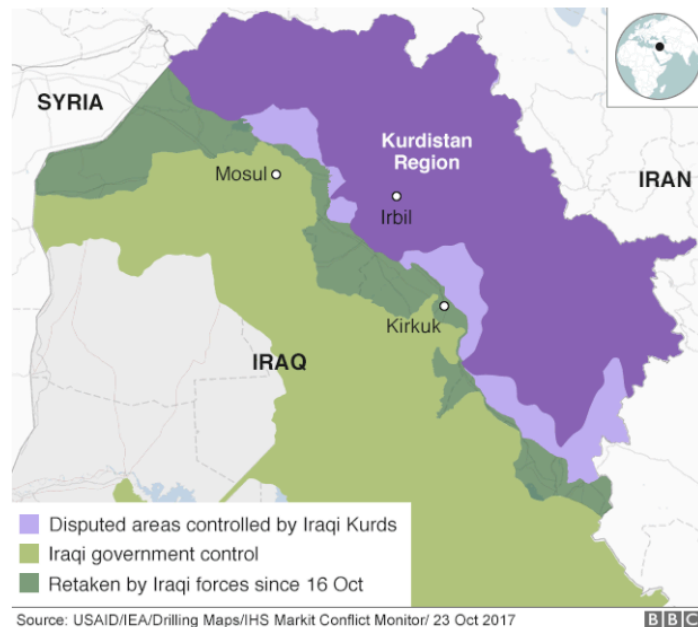 SYRIA
Kurdistan
Region
Mosul
IRAN
Irbil
Kirkuk
IRAQ
Disputed areas controlled by Iraqi Kurds
Iraqi government control
Retaken by Iraqi forces since 16 Oct
Source: USAID/IEA/Drilling Maps/IHS Markit Conflict Monitor/ 23 Oct 2017
BBC